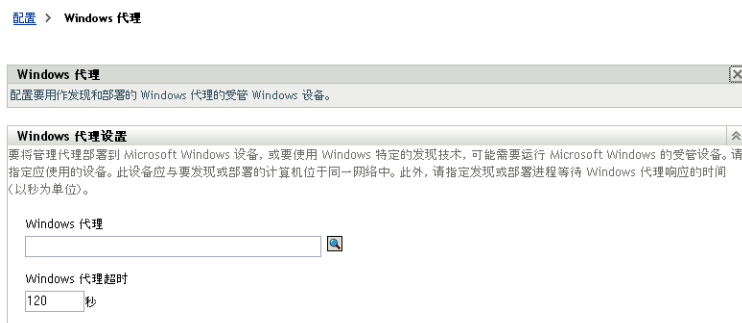 配置 > Windows 代理
Windows 代理
配置要用作发现和部署的 Windows 代理的受管 Windows 设备。
Windows 代理设置
要将管理代理部署到 Microsoft Windows 设备, 或要使用 Windows 特定的发现技术, 可能需要运行 Microsoft Windows 的受管设备。请
指定应使用的设备。此设备应与要发现或部署的计算机位于同一网络中。此外, 请指定发现或部署进程等待 Windows 代理响应的时间
(以秒为单位)。
Windows 代理
Windows 代理超时
120 秒